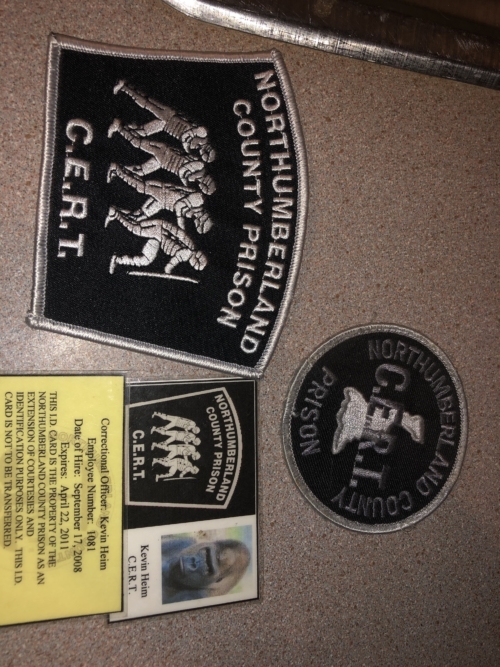 NORTHUMBERLAND
COUNTY PRISON
C.E.R.T.
NORTHUMBERLAND COUNTY
C.E.R.T.
PRISON
NORTHUMBERLAND
COUNTY PRISON
C.E.R.T.
Kevin Heim
C.E.R.T.
Correctional Officer: Kevin Heim
Employee Number: 1081
Date of Hire: September 17, 2008
Expires: April 22, 2011
THIS I.D. CARD IS THE PROPERTY OF THE
NORTHUMBERLAND COUNTY PRISON AS AN
EXTENSION OF COURTESIES AND
IDENTIFICATION PURPOSES ONLY. THIS I.D.
CARD IS NOT TO BE TRANSFERRED